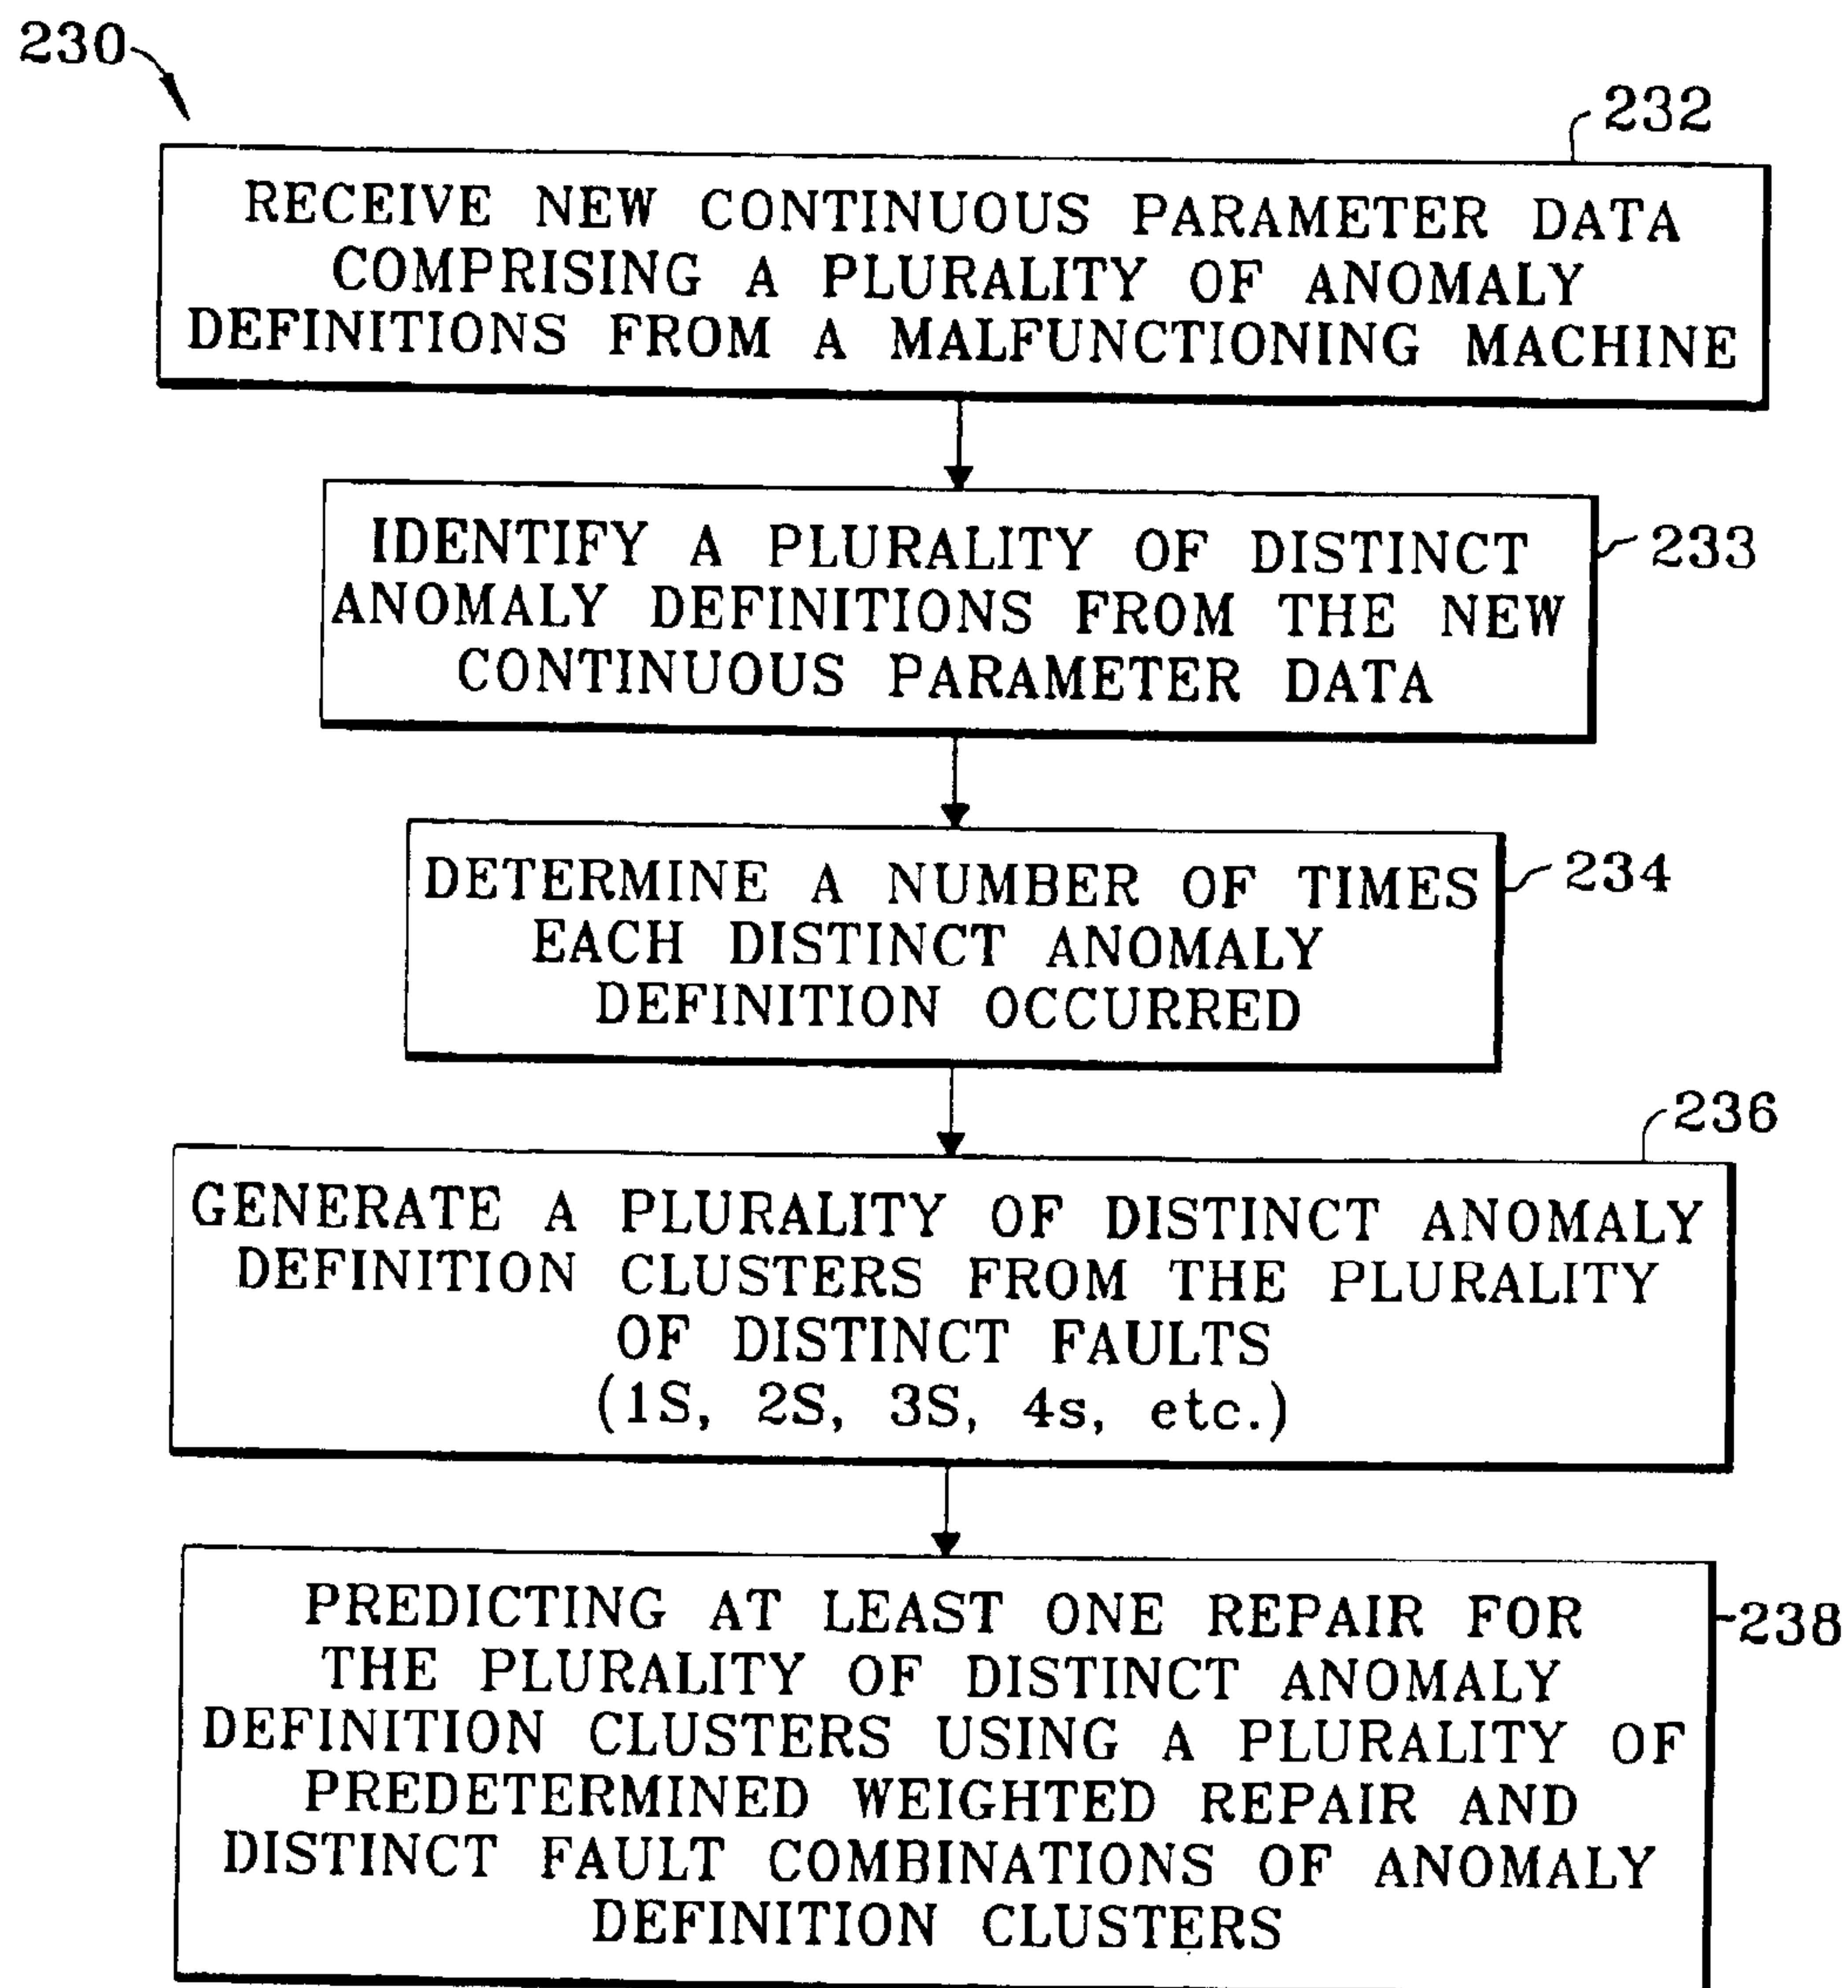 230
232
RECEIVE NEW CONTINUOUS PARAMETER DATA
COMPRISING A PLURALITY OF ANOMALY
DEFINITIONS FROM A MALFUNCTIONING MACHINE
IDENTIFY A PLURALITY OF DISTINCT
ANOMALY DEFINITIONS FROM THE NEW
CONTINUOUS PARAMETER DATA
233
DETERMINE A NUMBER OF TIMES
EACH DISTINCT ANOMALY
DEFINITION OCCURRED
234
236
GENERATE A PLURALITY OF DISTINCT ANOMALY
DEFINITION CLUSTERS FROM THE PLURALITY
OF DISTINCT FAULTS
(1S, 2S, 3S, 4s, etc.)
PREDICTING AT LEAST ONE REPAIR FOR
THE PLURALITY OF DISTINCT ANOMALY
DEFINITION CLUSTERS USING A PLURALITY OF
PREDETERMINED WEIGHTED REPAIR AND
DISTINCT FAULT COMBINATIONS OF ANOMALY
DEFINITION CLUSTERS
238